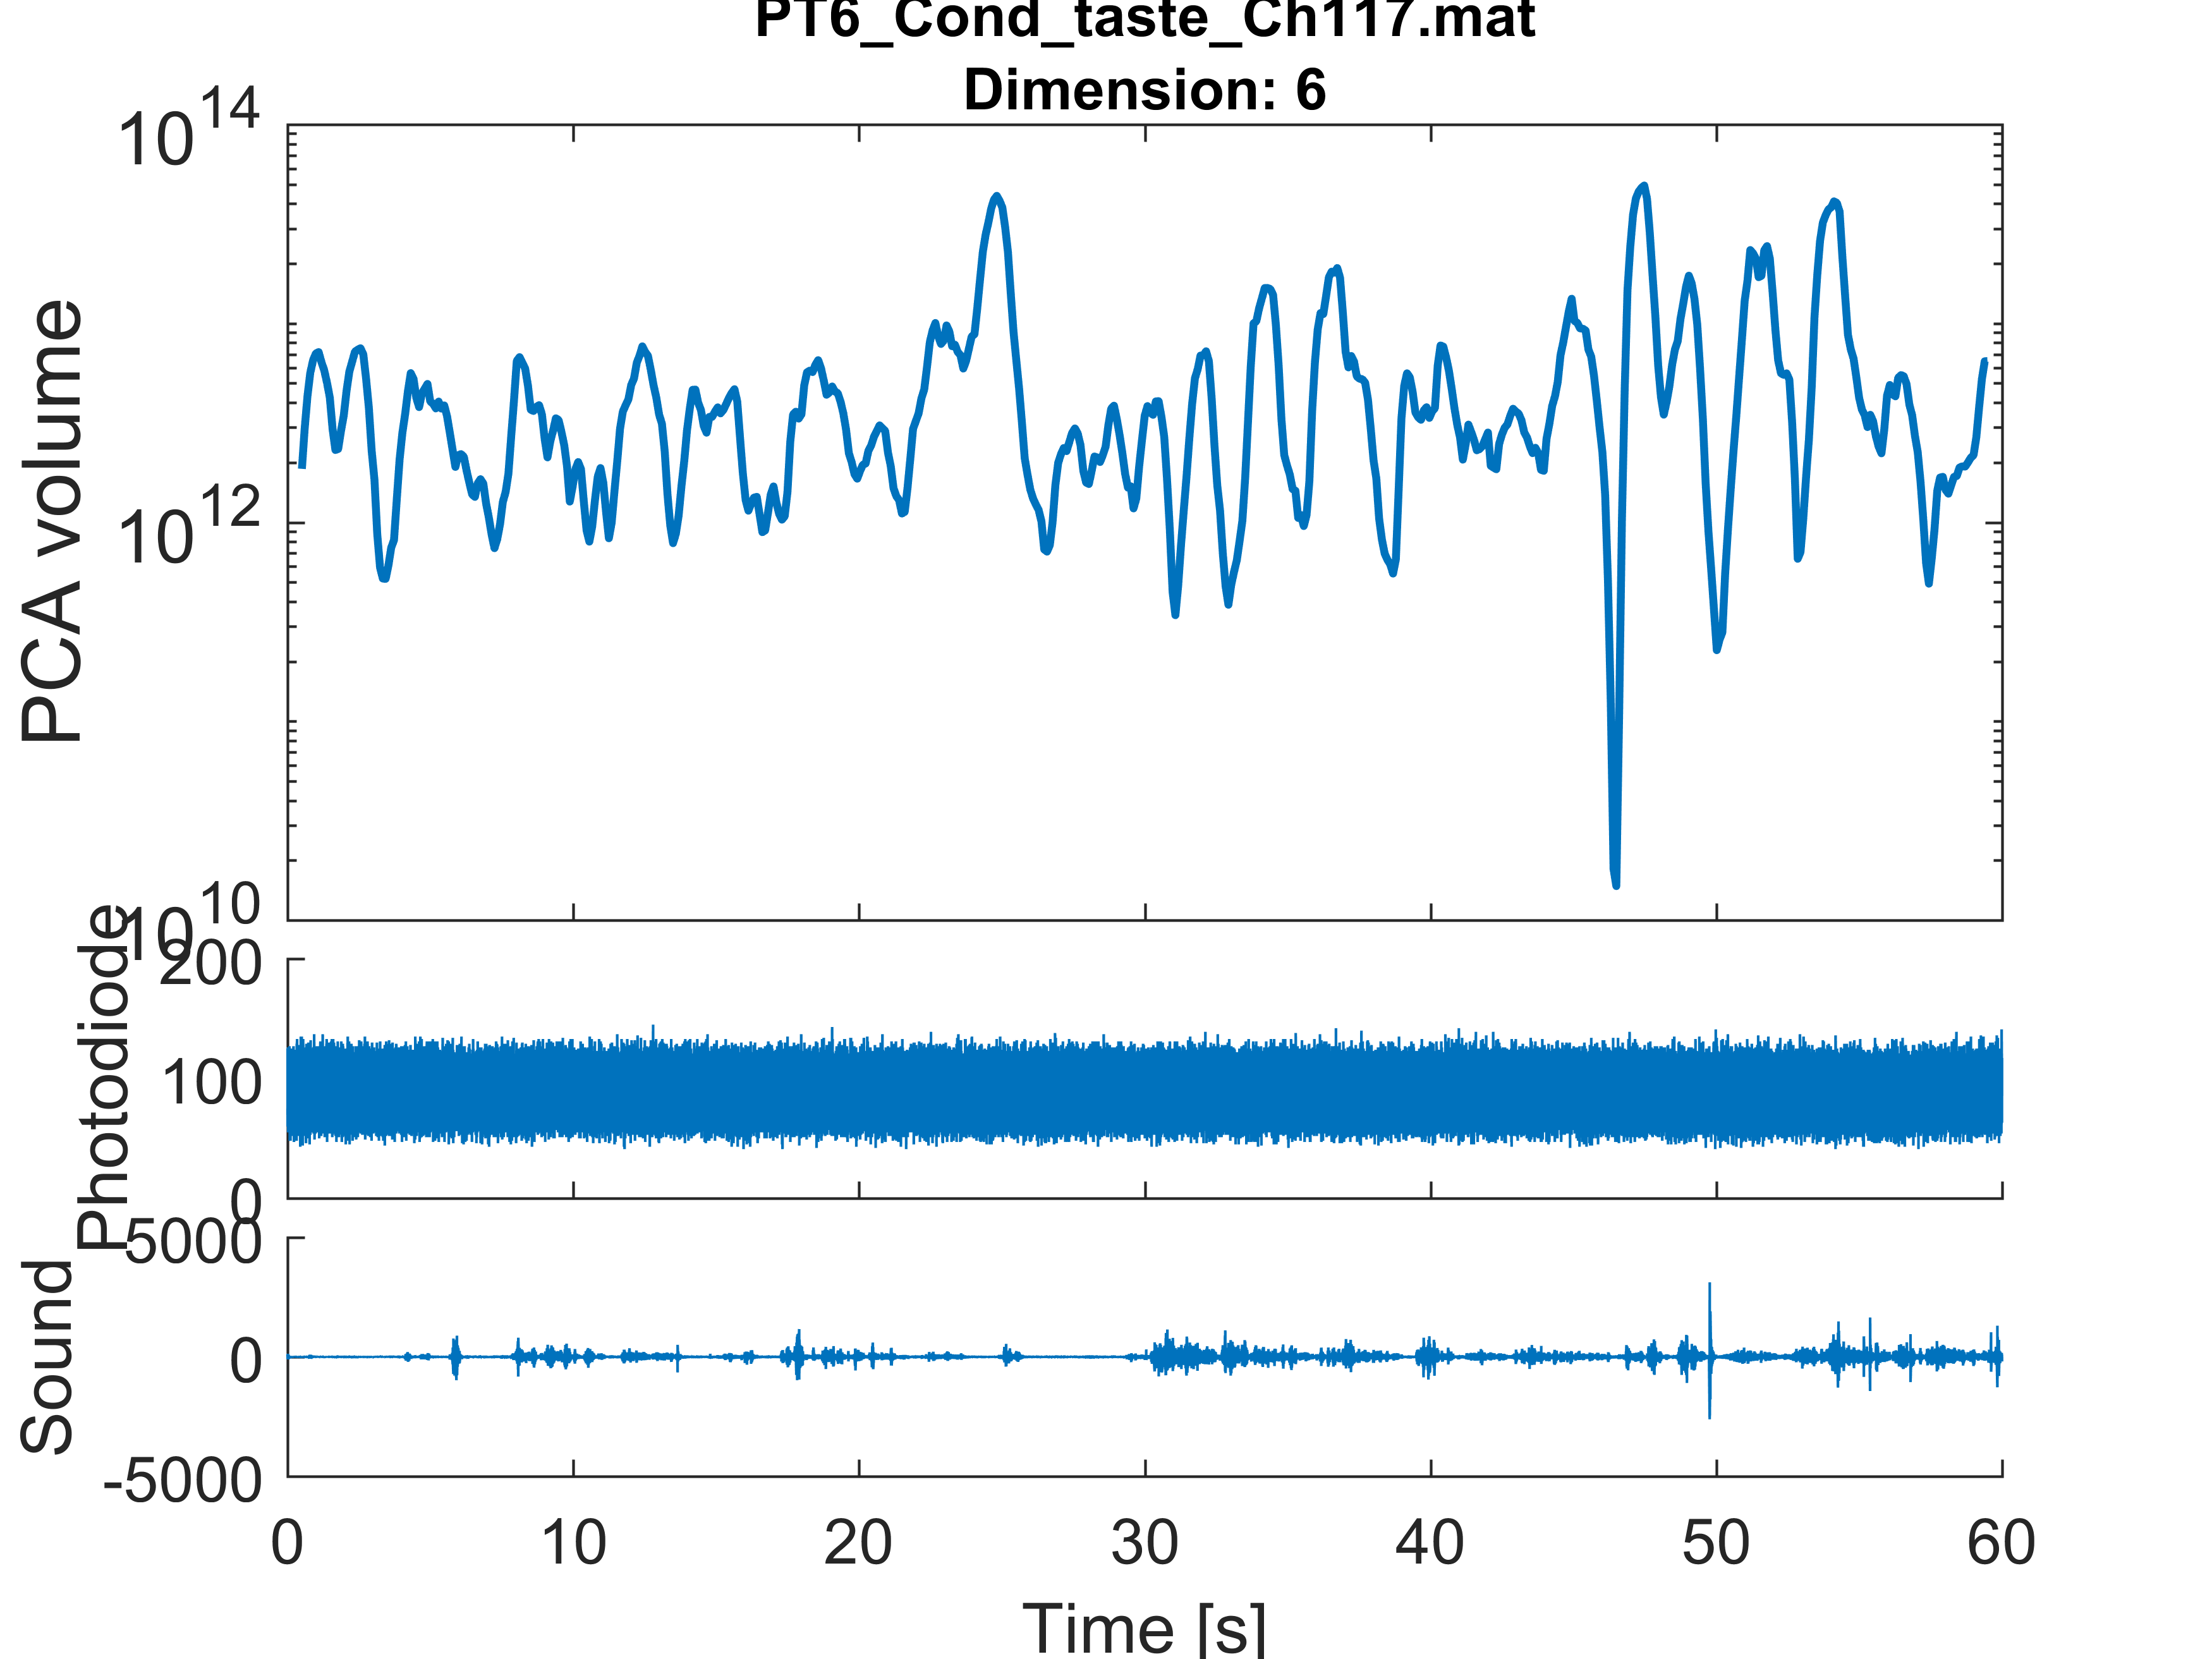 PT6_Cond_taste_Ch117.mat
Dimension: 6
10^14
10^12
10^10
PCA volume
200
100
0
Photodiode
5000
0
-5000
Sound
0 10 20 30 40 50 60
Time [s]